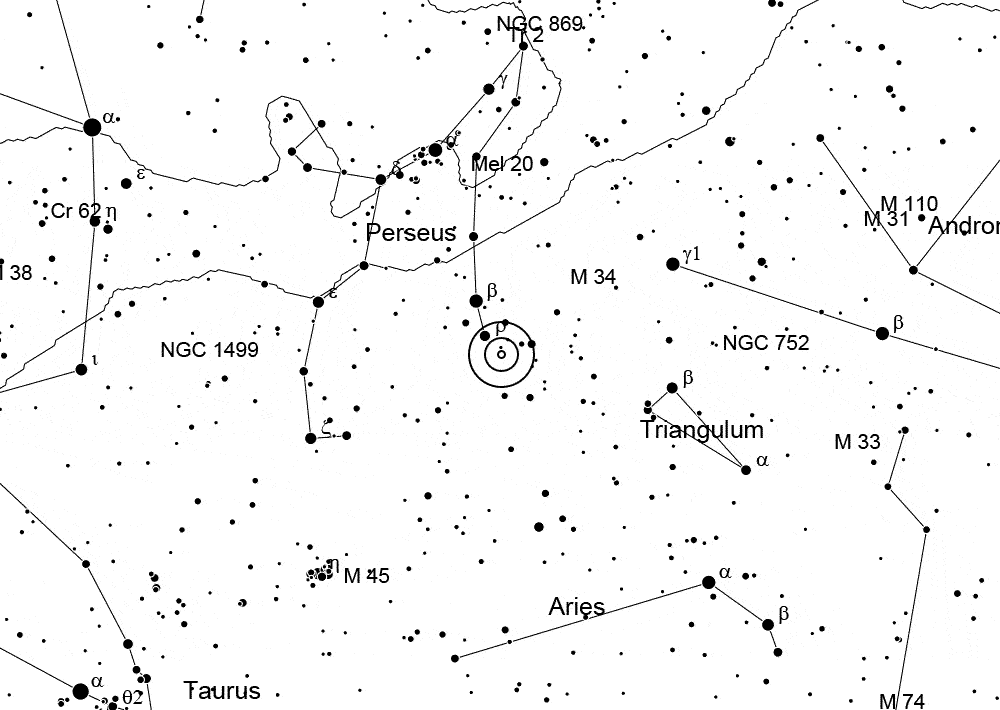 NGC 869
Tr 2
γ
α
α
δ
Mel 20
ε
Cr 62 η
M 110
M 31
Andron
Perseus
γ1
M 38
M 34
ε
β
β
ρ
NGC 1499
NGC 752
ι
β
ζ
Triangulum
M 33
α
η
M 45
α
Aries
β
α
θ2
Taurus
M 74